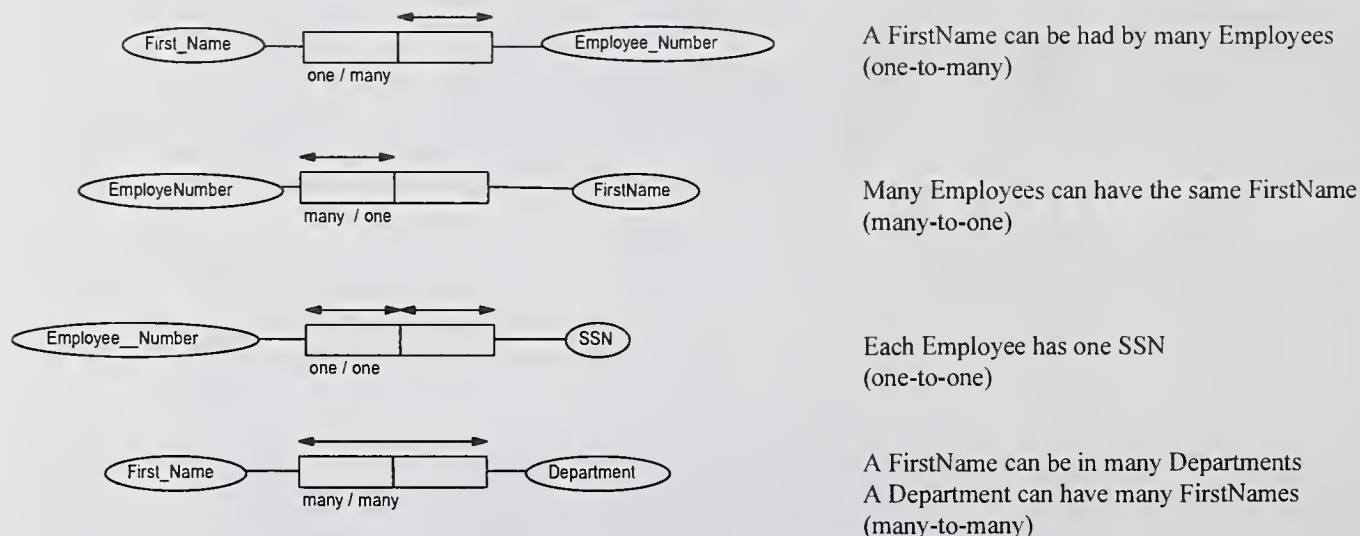 First_Name
Employee_Number
one / many
A FirstName can be had by many Employees
(one-to-many)
EmployeNumber
FirstName
many / one
Many Employees can have the same FirstName
(many-to-one)
Employee__Number
SSN
one / one
Each Employee has one SSN
(one-to-one)
First_Name
Department
many / many
A FirstName can be in many Departments
A Department can have many FirstNames
(many-to-many)